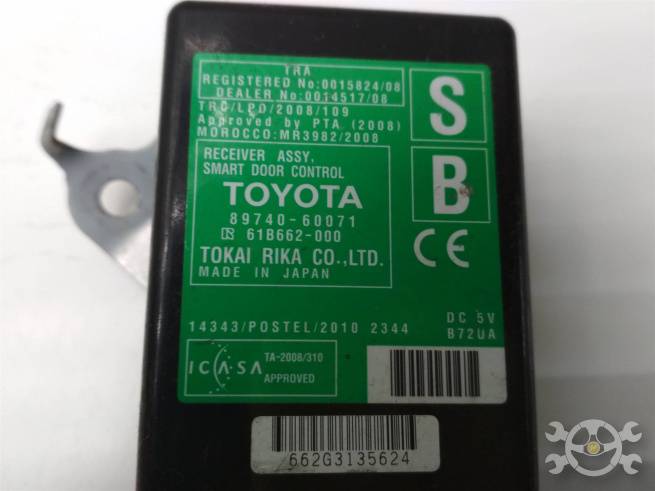 TRA
REGISTERED No:0015824/08
DEALER No:0014517/08
TRC/LPD/2008/109
Approved by PTA (2008)
MOROCCO:MR3982/2008
S
B
RECEIVER ASSY,
SMART DOOR CONTROL
TOYOTA
89740-60071
61B662-000
TOKAI RIKA CO.,LTD.
MADE IN JAPAN
CE
14343/POSTEL/2010 2344
DC 5V
B72UA
ICASA
TA-2008/310
APPROVED
662G3135624